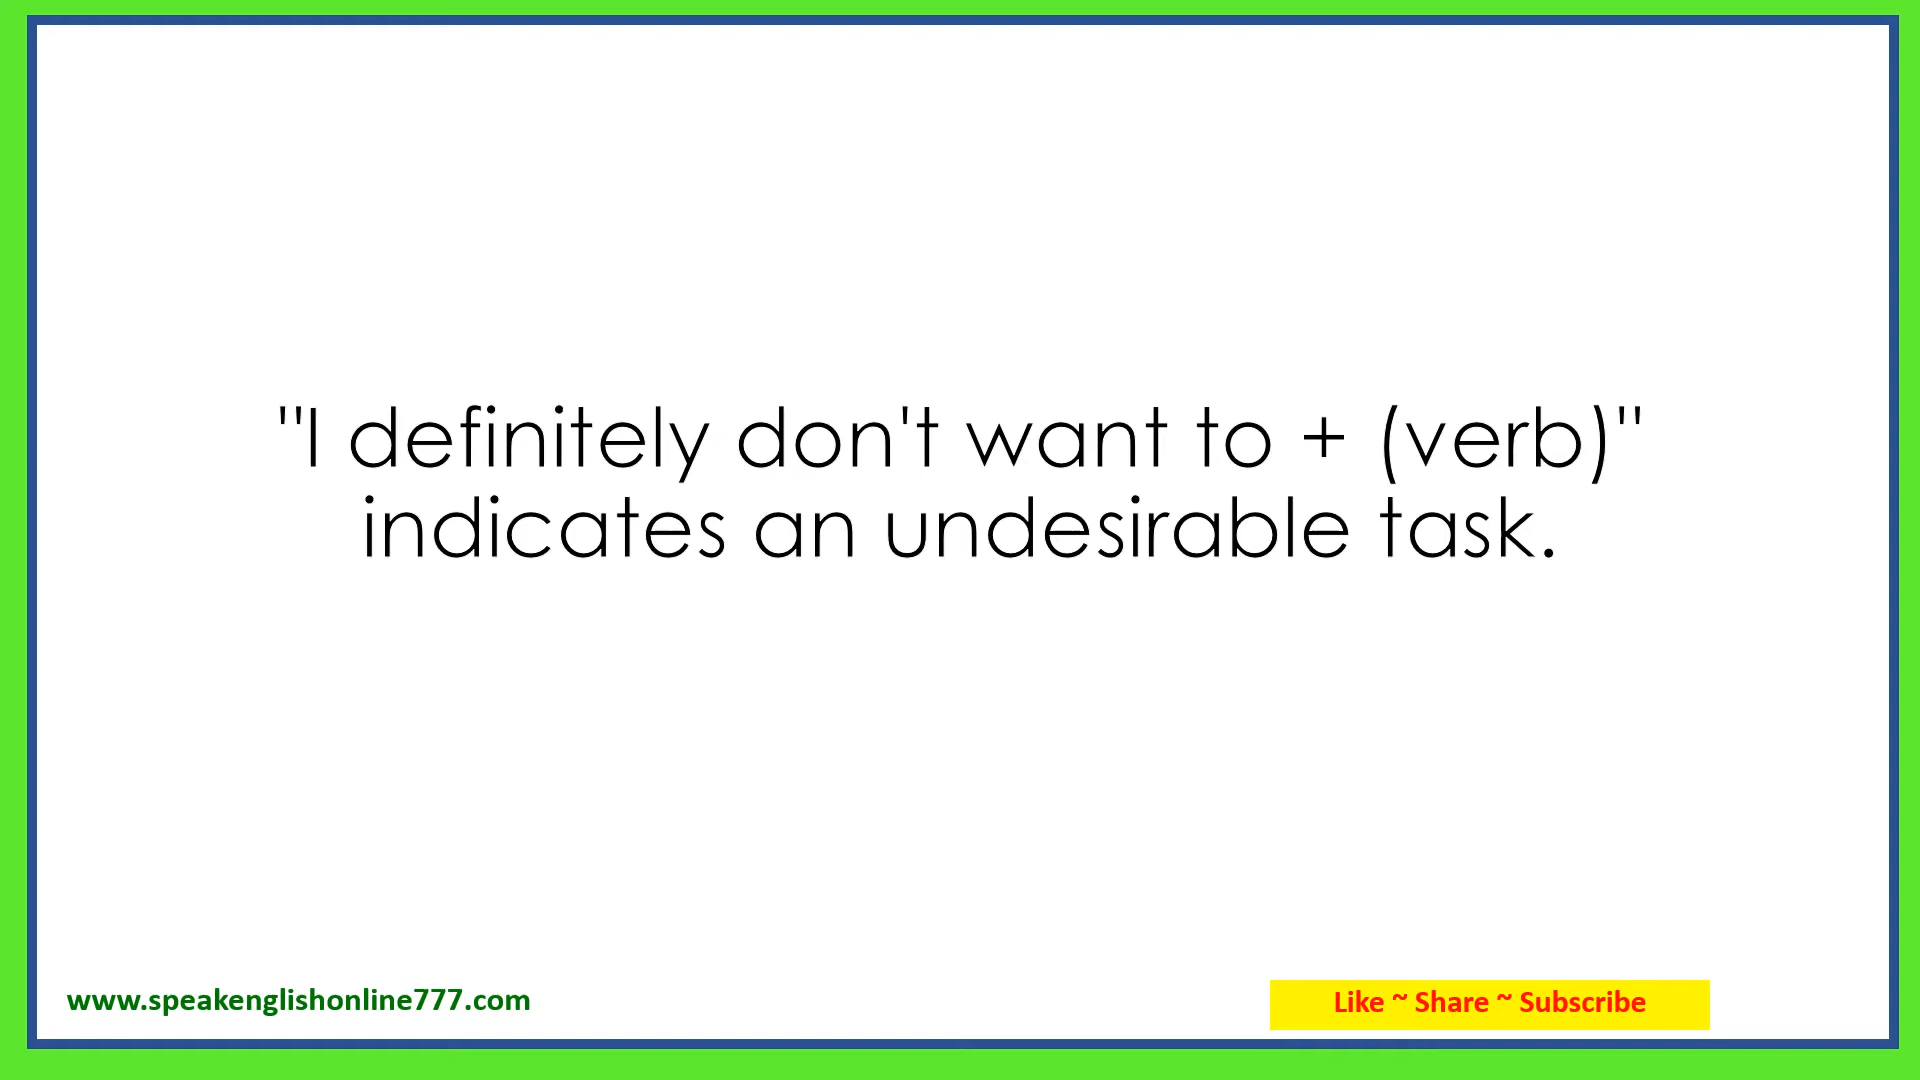 "I definitely don't want to + (verb)"
indicates an undesirable task.
www.speakenglishonline777.com
Like ~ Share ~ Subscribe